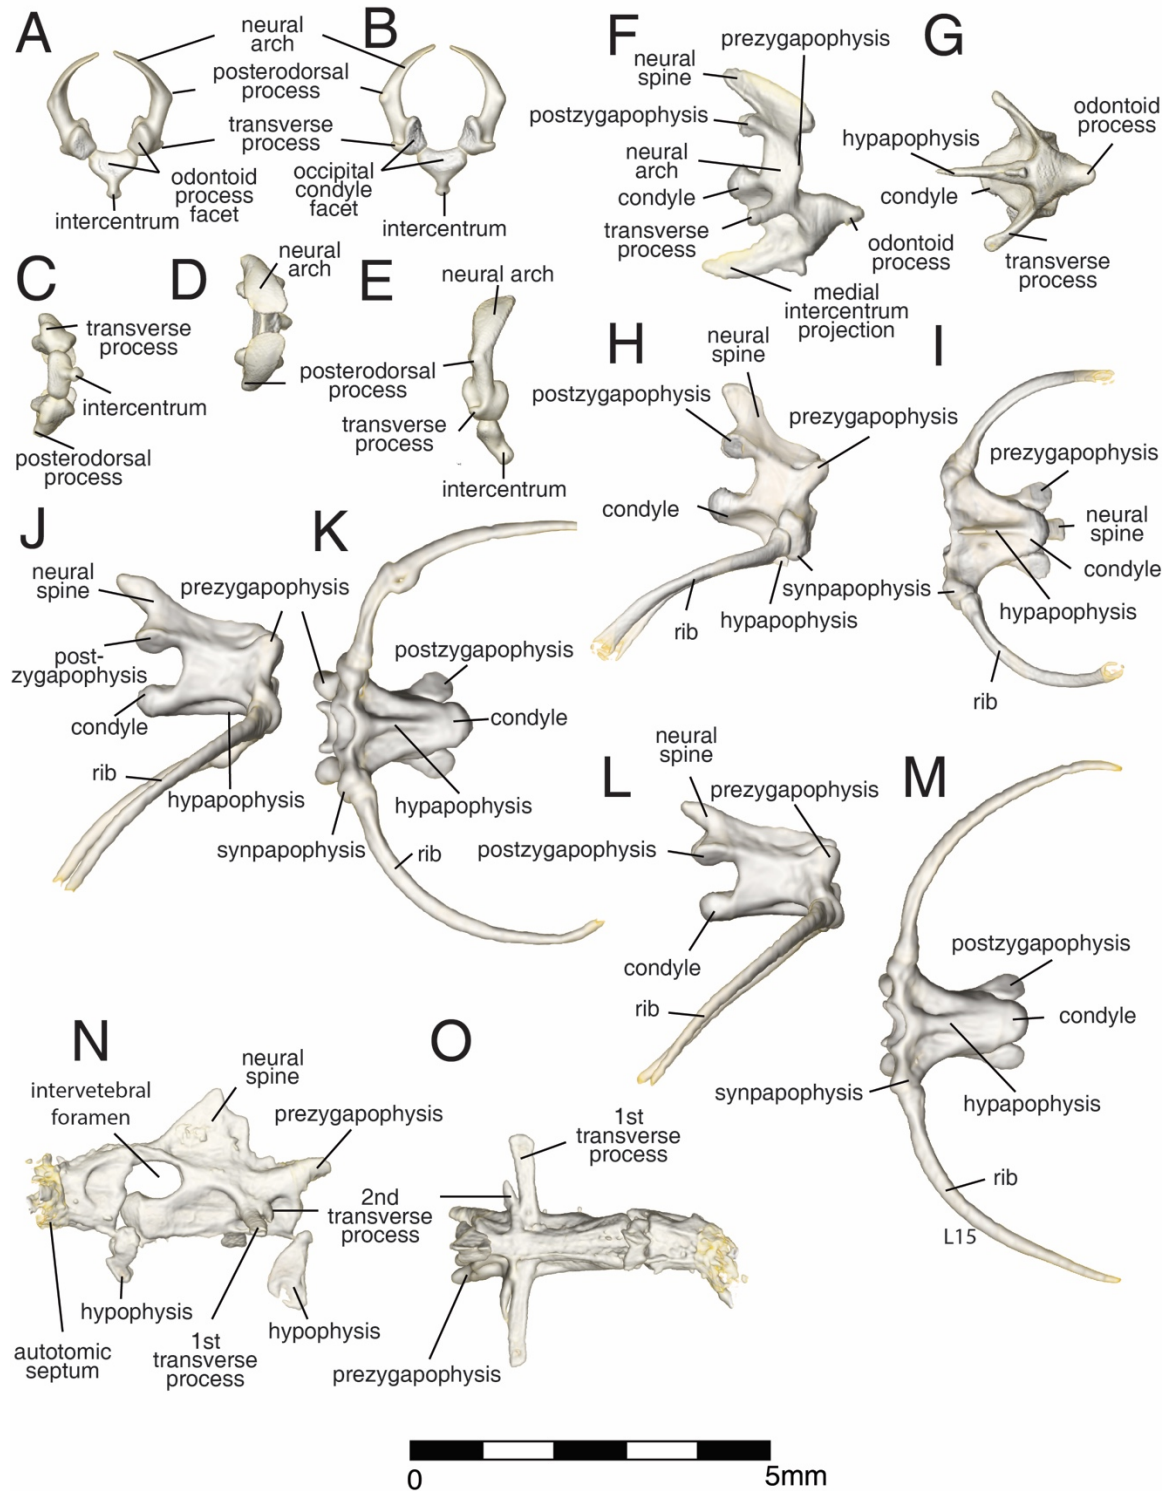 A
neural
arch
B
posterodorsal
process
transverse
process
odontoid
process
facet
occipital
condyle
facet
intercentrum
intercentrum
F
prezygapophysis
G
neural
spine
postzygapophysis
neural
arch
condyle
transverse
process
odontoid
process
medial
intercentrum
projection
odontoid
process
hypapophysis
condyle
transverse
process
C
transverse
process
intercentrum
posterodorsal
process
D
neural
arch
posterodorsal
process
E
neural arch
transverse
process
intercentrum
H
neural
spine
postzygapophysis
prezygapophysis
condyle
synpapophysis
hypapophysis
rib
I
prezygapophysis
neural
spine
condyle
hypapophysis
rib
J
neural
spine
prezygapophysis
post-
zygapophysis
condyle
rib
hypapophysis
K
postzygapophysis
condyle
hypapophysis
synpapophysis
rib
L
neural
spine
prezygapophysis
postzygapophysis
condyle
rib
M
postzygapophysis
condyle
synpapophysis
hypapophysis
rib
L15
N
neural
spine
intervetebral
foramen
prezygapophysis
2nd
transverse
process
hypophysis
hypophysis
autotomic
septum
1st
transverse
process
O
1st
transverse
process
prezygapophysis
0
5mm